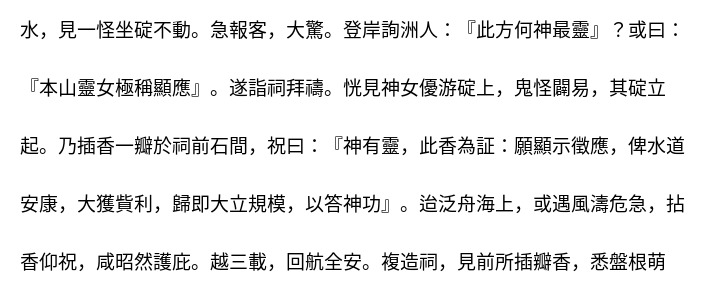 水，見一怪坐碇不動。急報客，大驚。登岸詢洲人：『此方何神最靈』？或曰：
『本山靈女極稱顯應』。遂詣祠拜禱。恍見神女優游碇上，鬼怪闢易，其碇立
起。乃插香一瓣於祠前石間，祝曰：『神有靈，此香為証：願顯示徵應，俾水道
安康，大獲貲利，歸即大立規模，以答神功』。迨泛舟海上，或遇風濤危急，拈
香仰祝，咸昭然護庇。越三載，回航全安。複造祠，見前所插瓣香，悉盤根萌